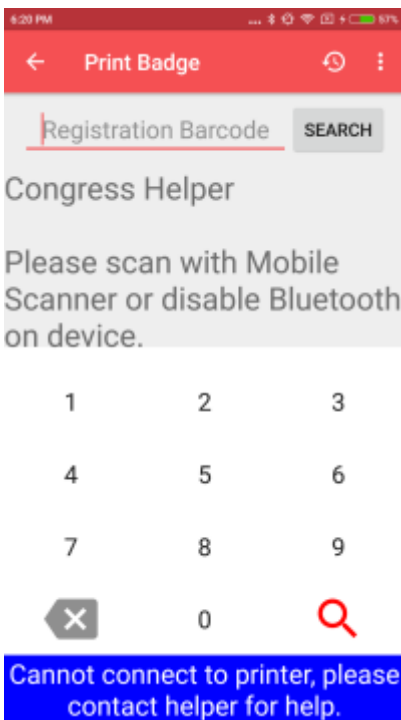 6:20 PM ... 57%
Print Badge
Registration Barcode SEARCH
Congress Helper
Please scan with Mobile
Scanner or disable Bluetooth
on device.
1 2 3
4 5 6
7 8 9
0
Cannot connect to printer, please
contact helper for help.